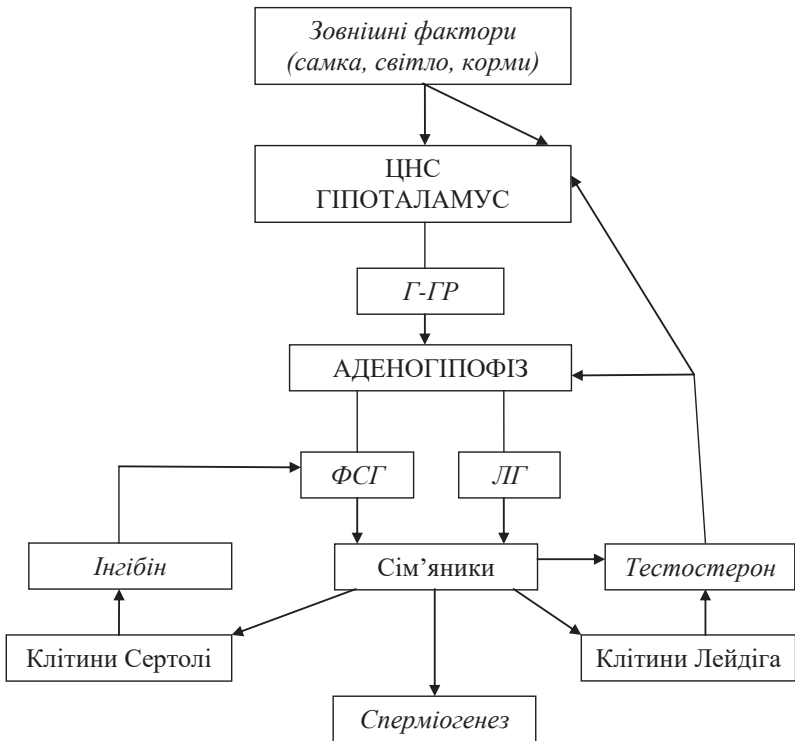 Зовнішні фактори
(самка, світло, корми)
ЦНС
ГІПОТАЛАМУС
Г-ГР
АДЕНОГІПОФІЗ
ФСГ
ЛГ
Інгібін
Сім’яники
Тестостерон
Клітини Сертолі
Клітини Лейдіга
Сперміогенез